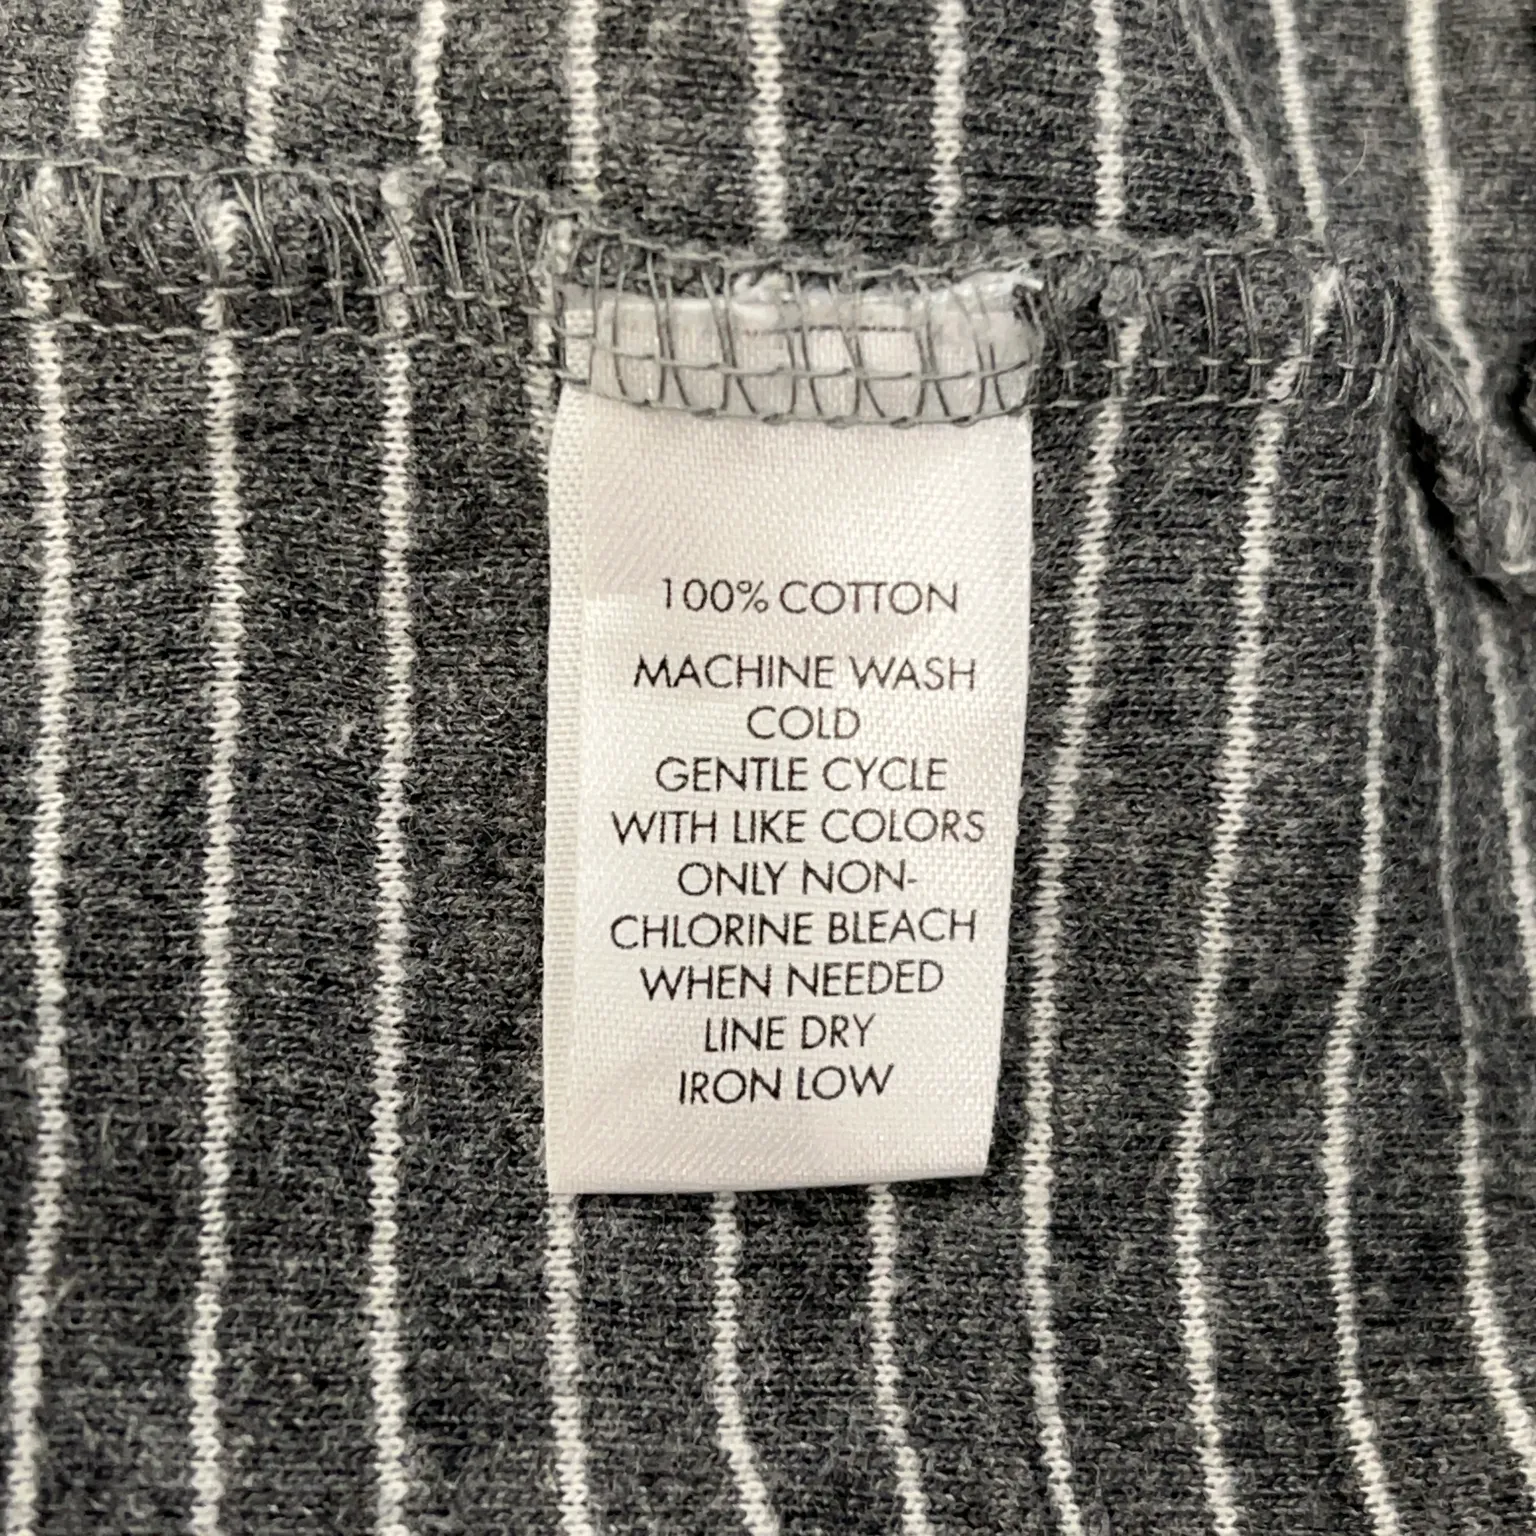 100% COTTON
MACHINE WASH
COLD
GENTLE CYCLE
WITH LIKE COLORS
ONLY NON-
CHLORINE BLEACH
WHEN NEEDED
LINE DRY
IRON LOW